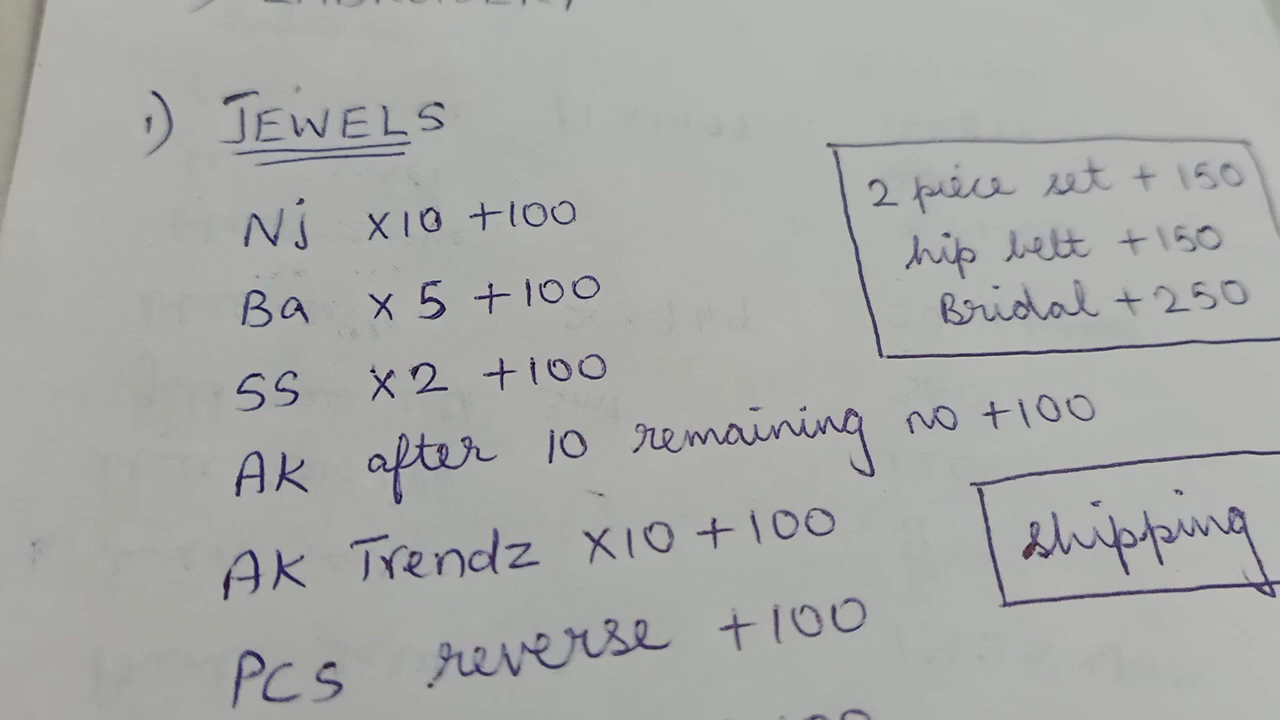 1) JEWELS
Nj x10 +100
Ba x 5 +100
SS x2 +100
AK after 10 remaining no +100
AK Trendz x10 +100
PCS reverse +100
2 piece set + 150
hip belt +150
Bridal + 250
shipping